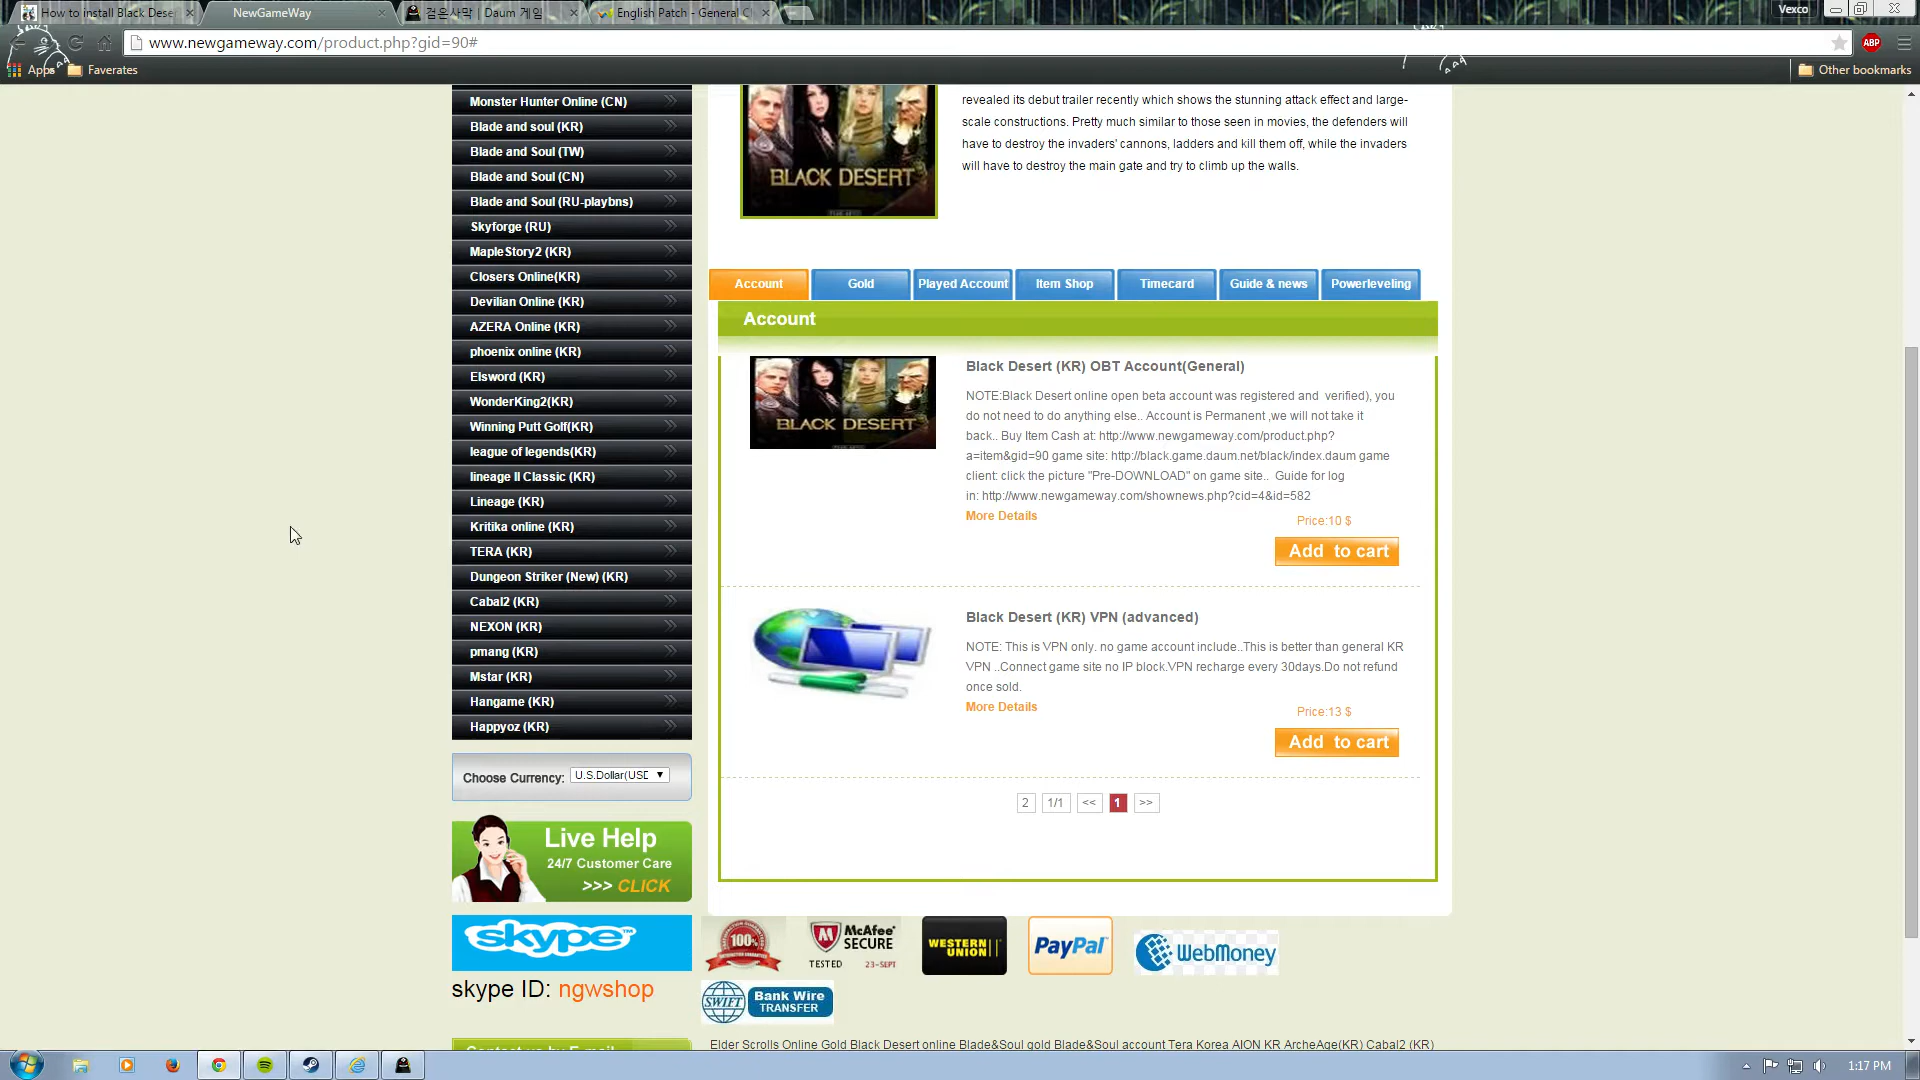 How to install Black Deser
NewGameWay
검은사막 | Daum 게임
English Patch - General C
Vexco
www.newgameway.com/product.php?gid=90#
ABP
Apps
Faverates
Other bookmarks
Monster Hunter Online (CN)
Blade and soul (KR)
Blade and Soul (TW)
Blade and Soul (CN)
Blade and Soul (RU-playbns)
Skyforge (RU)
MapleStory2 (KR)
Closers Online(KR)
Devilian Online (KR)
AZERA Online (KR)
phoenix online (KR)
Elsword (KR)
WonderKing2(KR)
Winning Putt Golf(KR)
league of legends(KR)
lineage II Classic (KR)
Lineage (KR)
Kritika online (KR)
TERA (KR)
Dungeon Striker (New) (KR)
Cabal2 (KR)
NEXON (KR)
pmang (KR)
Mstar (KR)
Hangame (KR)
Happyoz (KR)
Choose Currency: U.S.Dollar(USD
Live Help
24/7 Customer Care
>>> CLICK
skype™
skype ID: ngwshop
Contact us by E-mail
BLACK DESERT
revealed its debut trailer recently which shows the stunning attack effect and large-
scale constructions. Pretty much similar to those seen in movies, the defenders will
have to destroy the invaders' cannons, ladders and kill them off, while the invaders
will have to destroy the main gate and try to climb up the walls.
Account
Gold
Played Account
Item Shop
Timecard
Guide & news
Powerleveling
Account
BLACK DESERT
Black Desert (KR) OBT Account(General)
NOTE:Black Desert online open beta account was registered and verified), you
do not need to do anything else.. Account is Permanent ,we will not take it
back.. Buy Item Cash at: http://www.newgameway.com/product.php?
a=item&gid=90 game site: http://black.game.daum.net/black/index.daum game
client: click the picture "Pre-DOWNLOAD" on game site.. Guide for log
in: http://www.newgameway.com/shownews.php?cid=4&id=582
More Details
Price:10 $
Add to cart
Black Desert (KR) VPN (advanced)
NOTE: This is VPN only. no game account include..This is better than general KR
VPN ..Connect game site no IP block.VPN recharge every 30days.Do not refund
once sold.
More Details
Price:13 $
Add to cart
2 1/1 << 1 >>
100%
McAfee
SECURE
TESTED 23-SEPT
WESTERN
UNION
PayPal
WebMoney
SWIFT
Bank Wire
TRANSFER
Elder Scrolls Online Gold Black Desert online Blade&Soul gold Blade&Soul account Tera Korea AION KR ArcheAge(KR) Cabal2 (KR)
1:17 PM